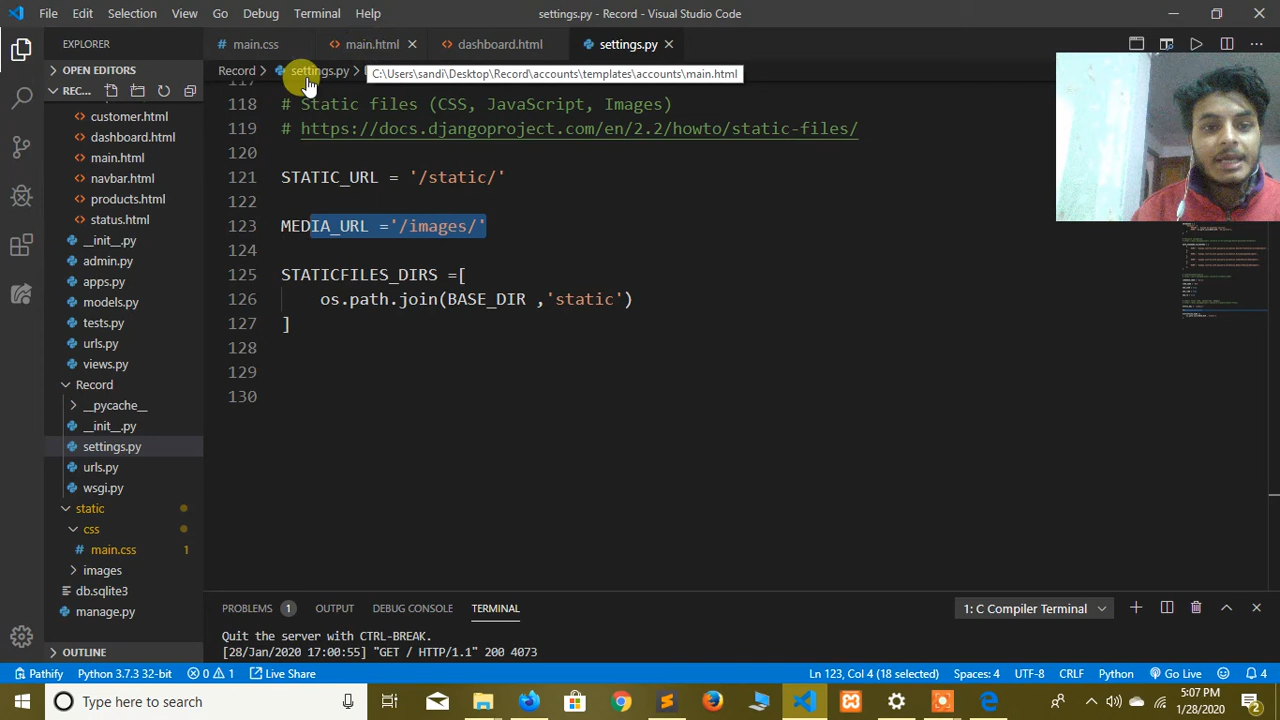 File Edit Selection View Go Debug Terminal Help
settings.py - Record - Visual Studio Code
EXPLORER
main.css
main.html
dashboard.html
settings.py
OPEN EDITORS
REC...
customer.html
dashboard.html
main.html
navbar.html
products.html
status.html
__init__.py
admin.py
apps.py
models.py
tests.py
urls.py
views.py
Record
__pycache__
__init__.py
settings.py
urls.py
wsgi.py
static
css
main.css 1
images
db.sqlite3
manage.py
OUTLINE
Record > settings.py >
C:\Users\sandi\Desktop\Record\accounts\templates\accounts\main.html
118 # Static files (CSS, JavaScript, Images)
119 # https://docs.djangoproject.com/en/2.2/howto/static-files/
120
121 STATIC_URL = '/static/'
122
123 MEDIA_URL ='/images/'
124
125 STATICFILES_DIRS =[
126 os.path.join(BASE_DIR ,'static')
127 ]
128
129
130
PROBLEMS 1 OUTPUT DEBUG CONSOLE TERMINAL
1: C Compiler Terminal
Quit the server with CTRL-BREAK.
[28/Jan/2020 17:00:55] "GET / HTTP/1.1" 200 4073
Pathify Python 3.7.3 32-bit 0 1 Live Share
Ln 123, Col 4 (18 selected) Spaces: 4 UTF-8 CRLF Python Go Live 4
Type here to search
5:07 PM
1/28/2020
2